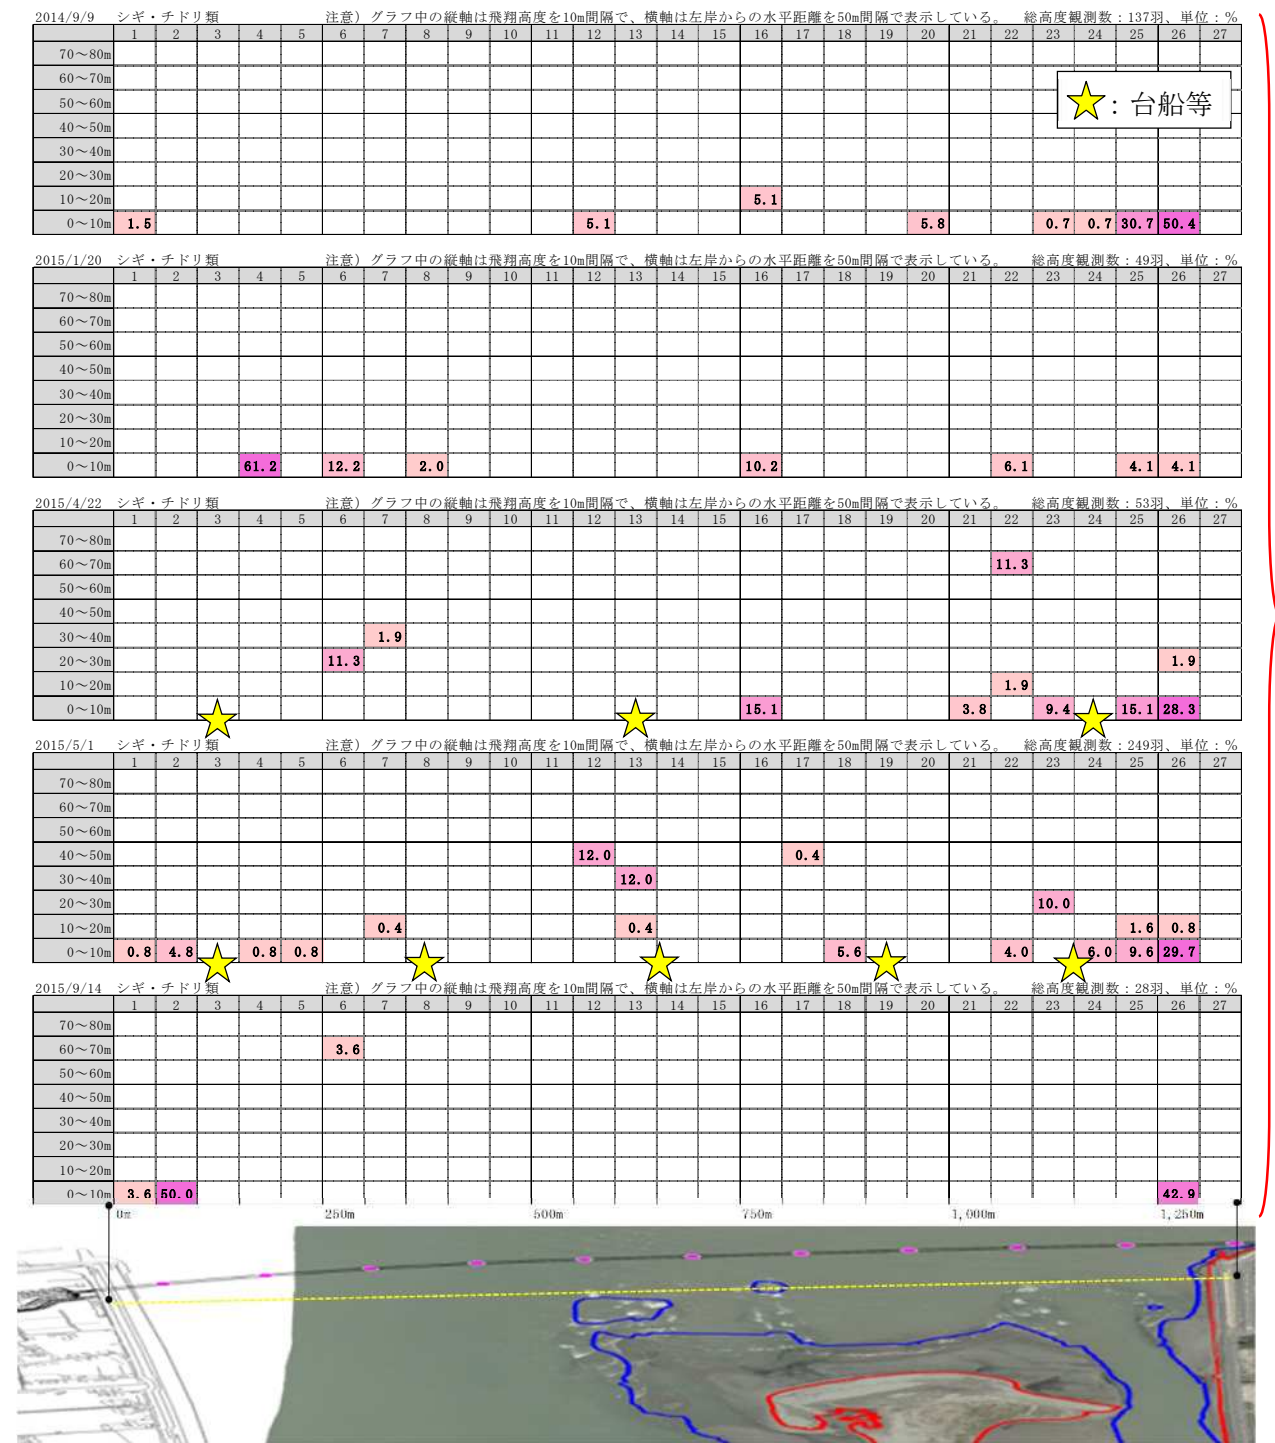 2014/9/9 シギ・チドリ類 注意）グラフ中の縦軸は飛翔高度を10m間隔で、横軸は左岸からの水平距離を50m間隔で表示している。 総高度観測数：137羽、単位：%
1 2 3 4 5 6 7 8 9 10 11 12 13 14 15 16 17 18 19 20 21 22 23 24 25 26 27
70～80m
60～70m
50～60m
★：台船等
40～50m
30～40m
20～30m
10～20m 5.1
0～10m 1.5 5.1 5.8 0.7 0.7 30.7 50.4
2015/1/20 シギ・チドリ類 注意）グラフ中の縦軸は飛翔高度を10m間隔で、横軸は左岸からの水平距離を50m間隔で表示している。 総高度観測数：49羽、単位：%
1 2 3 4 5 6 7 8 9 10 11 12 13 14 15 16 17 18 19 20 21 22 23 24 25 26 27
70～80m
60～70m
50～60m
40～50m
30～40m
20～30m
10～20m
0～10m 61.2 12.2 2.0 10.2 6.1 4.1 4.1
2015/4/22 シギ・チドリ類 注意）グラフ中の縦軸は飛翔高度を10m間隔で、横軸は左岸からの水平距離を50m間隔で表示している。 総高度観測数：53羽、単位：%
1 2 3 4 5 6 7 8 9 10 11 12 13 14 15 16 17 18 19 20 21 22 23 24 25 26 27
70～80m
60～70m 11.3
50～60m
40～50m
30～40m 1.9
20～30m 11.3 1.9
10～20m 1.9
0～10m 15.1 3.8 9.4 15.1 28.3
2015/5/1 シギ・チドリ類 注意）グラフ中の縦軸は飛翔高度を10m間隔で、横軸は左岸からの水平距離を50m間隔で表示している。 総高度観測数：249羽、単位：%
1 2 3 4 5 6 7 8 9 10 11 12 13 14 15 16 17 18 19 20 21 22 23 24 25 26 27
70～80m
60～70m
50～60m
40～50m 12.0 0.4
30～40m 12.0
20～30m 10.0
10～20m 0.4 0.4 1.6 0.8
0～10m 0.8 4.8 0.8 0.8 5.6 4.0 6.0 9.6 29.7
2015/9/14 シギ・チドリ類 注意）グラフ中の縦軸は飛翔高度を10m間隔で、横軸は左岸からの水平距離を50m間隔で表示している。 総高度観測数：28羽、単位：%
1 2 3 4 5 6 7 8 9 10 11 12 13 14 15 16 17 18 19 20 21 22 23 24 25 26 27
70～80m
60～70m 3.6
50～60m
40～50m
30～40m
20～30m
10～20m
0～10m 3.6 50.0 42.9
0m 250m 500m 750m 1,000m 1,250m